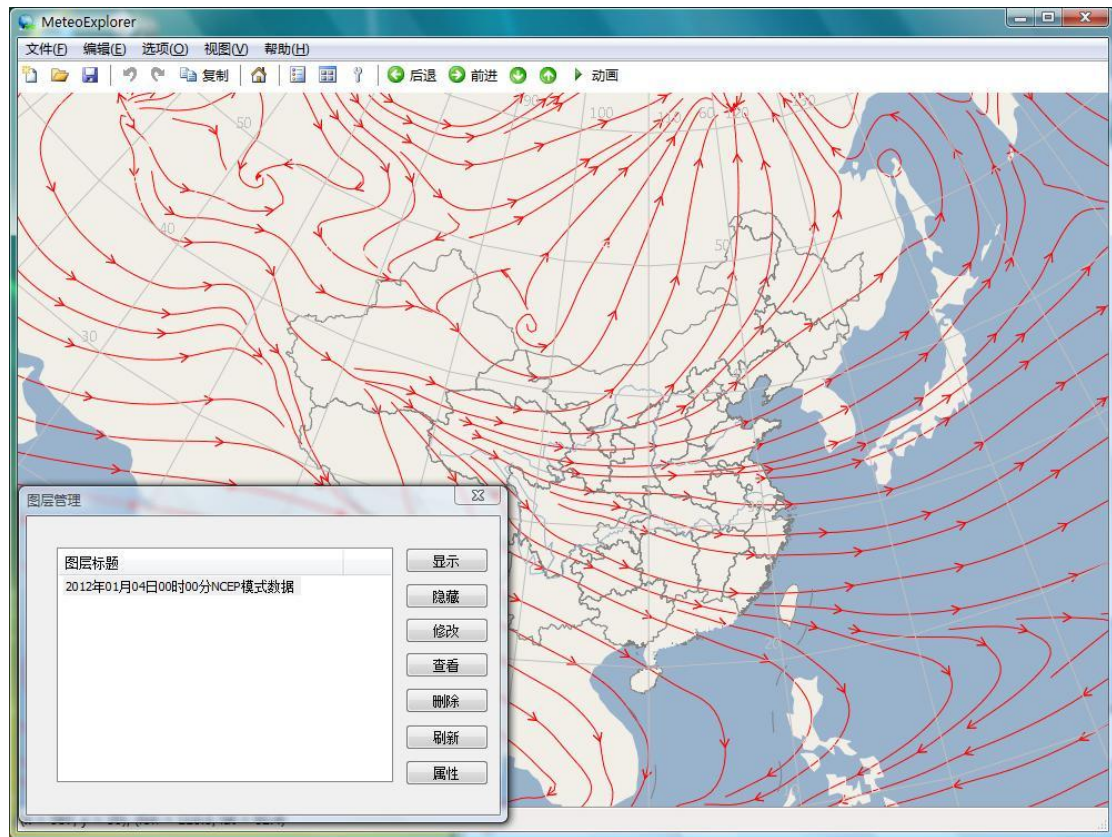 MeteoExplorer
文件(F) 编辑(E) 选项(O) 视图(V) 帮助(H)
复制 后退 前进 动画
90 100 110 60 120
50
40
50
30
20
图层管理
图层标题
2012年01月04日00时00分NCEP模式数据
显示
隐藏
修改
查看
删除
刷新
属性